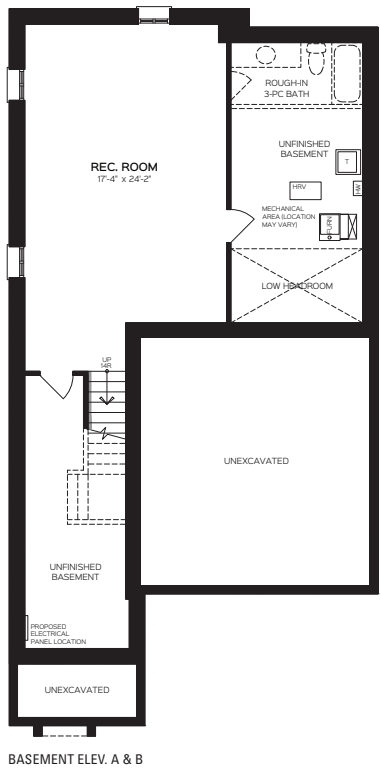 ROUGH-IN
3-PC BATH
UNFINISHED
BASEMENT
T
REC. ROOM
17'-4" x 24'-2"
HRV
HW
MECHANICAL
AREA (LOCATION
MAY VARY)
FURN
LOW HEADROOM
UP
14R
UNEXCAVATED
UNFINISHED
BASEMENT
PROPOSED
ELECTRICAL
PANEL LOCATION
UNEXCAVATED
BASEMENT ELEV. A & B